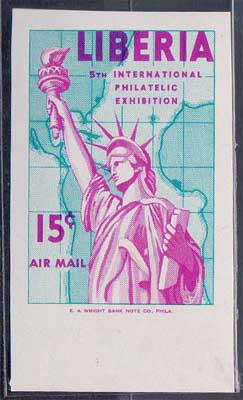 LIBERIA
5TH INTERNATIONAL
PHILATELIC
EXHIBITION
15¢
AIR MAIL
E. A. WRIGHT BANK NOTE CO., PHILA.